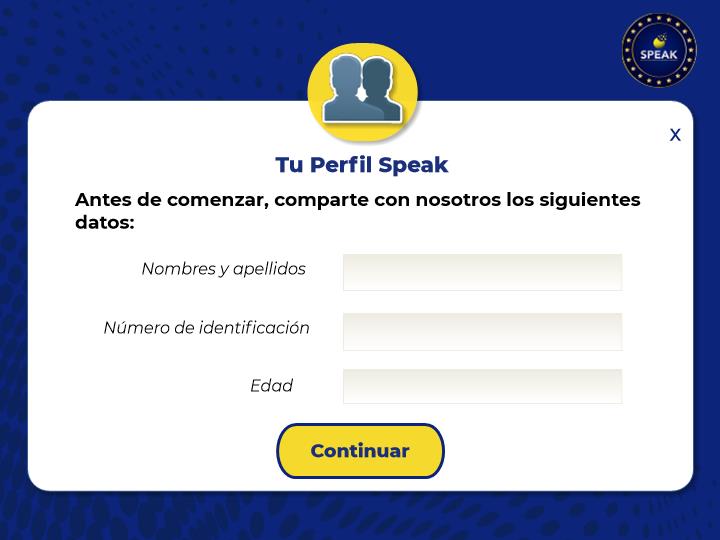 SPEAK
X
Tu Perfil Speak
Antes de comenzar, comparte con nosotros los siguientes
datos:
Nombres y apellidos
Número de identificación
Edad
Continuar